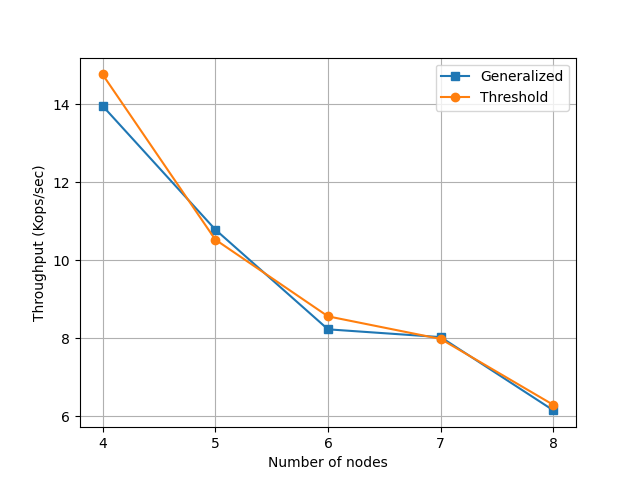 Generalized
Threshold
14
12
10
8
6
Throughput (Kops/sec)
4 5 6 7 8
Number of nodes